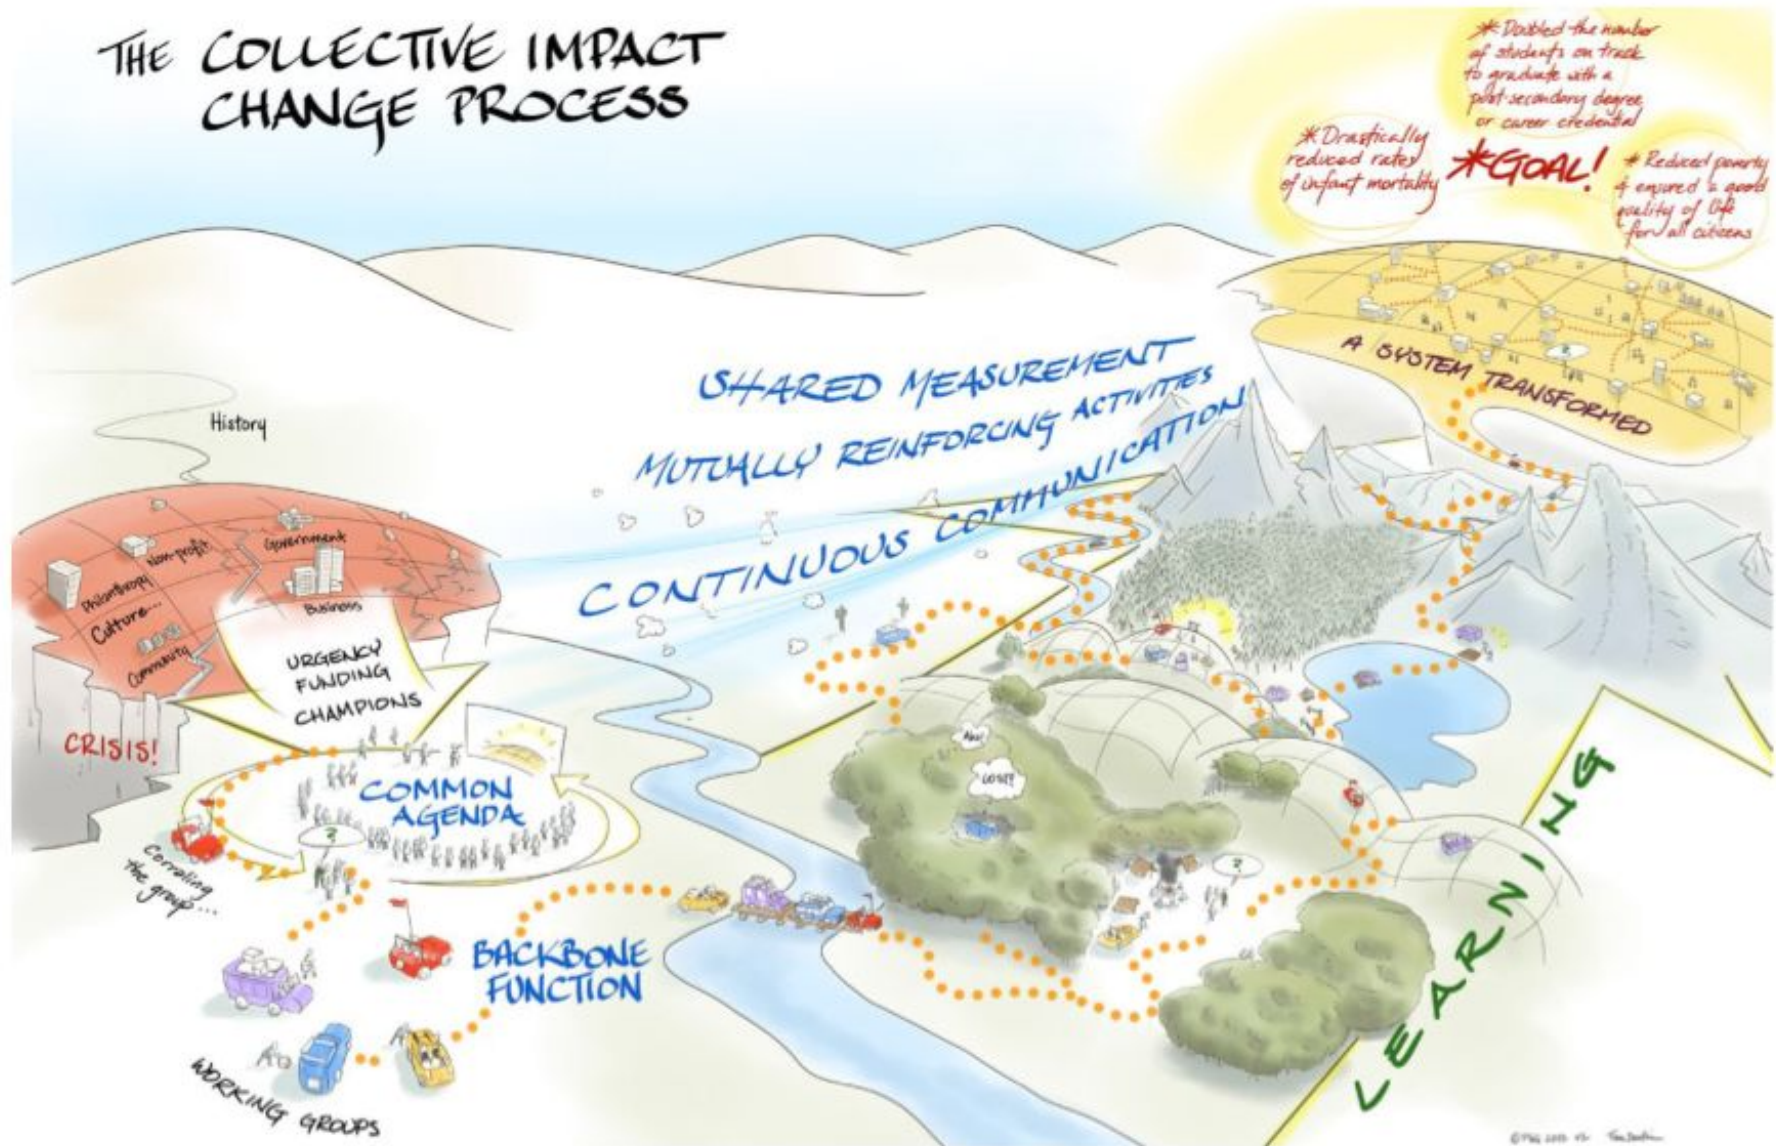 THE COLLECTIVE IMPACT
CHANGE PROCESS
* Doubled the number
of students on track
to graduate with a
post-secondary degree
or career credential
* Drastically
reduced rates
of infant mortality
* GOAL!
* Reduced poverty
& ensured a good
quality of life
for all citizens
A SYSTEM TRANSFORMED
SHARED MEASUREMENT
MUTUALLY REINFORCING ACTIVITIES
CONTINUOUS COMMUNICATION
History
Government
Non-profit
Philanthropy
Culture...
Business
Community
URGENCY
FUNDING
CHAMPIONS
CRISIS!
COMMON
AGENDA
?
Corraling
the group...
BACKBONE
FUNCTION
WORKING GROUPS
?
LEARNING